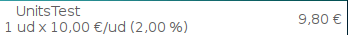 UnitsTest
1 ud x 10,00 €/ud (2,00 %)
9,80 €